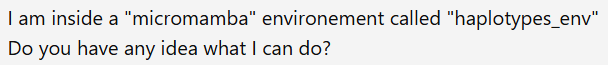 I am inside a "micromamba" environement called "haplotypes_env"
Do you have any idea what I can do?